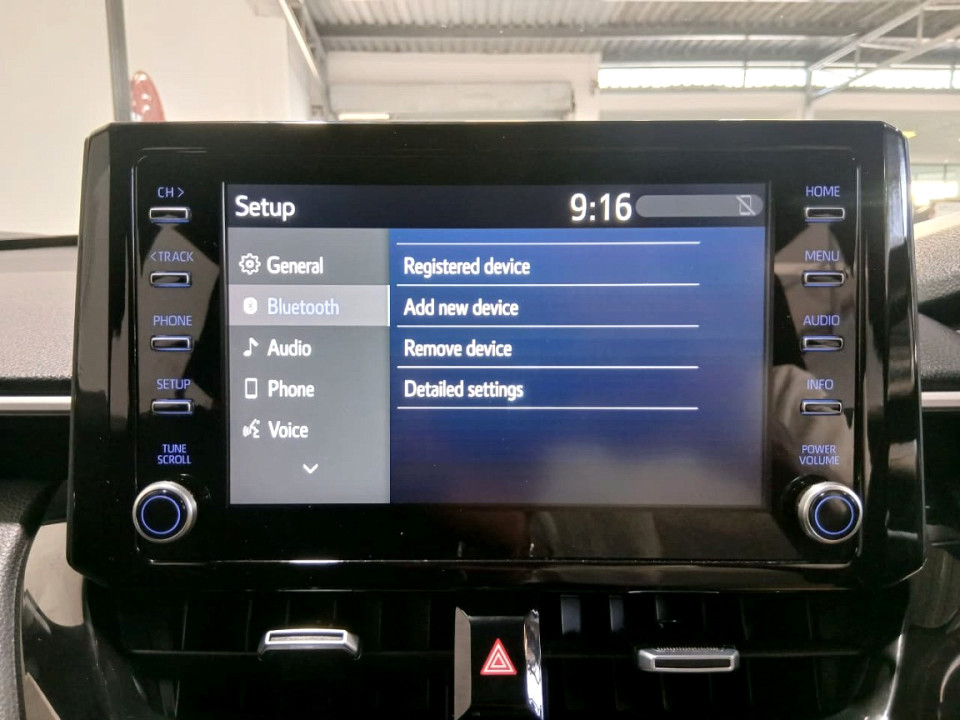 CH >
< TRACK
PHONE
SETUP
TUNE
SCROLL
Setup
9:16
General
Bluetooth
Audio
Phone
Voice
Registered device
Add new device
Remove device
Detailed settings
HOME
MENU
AUDIO
INFO
POWER
VOLUME